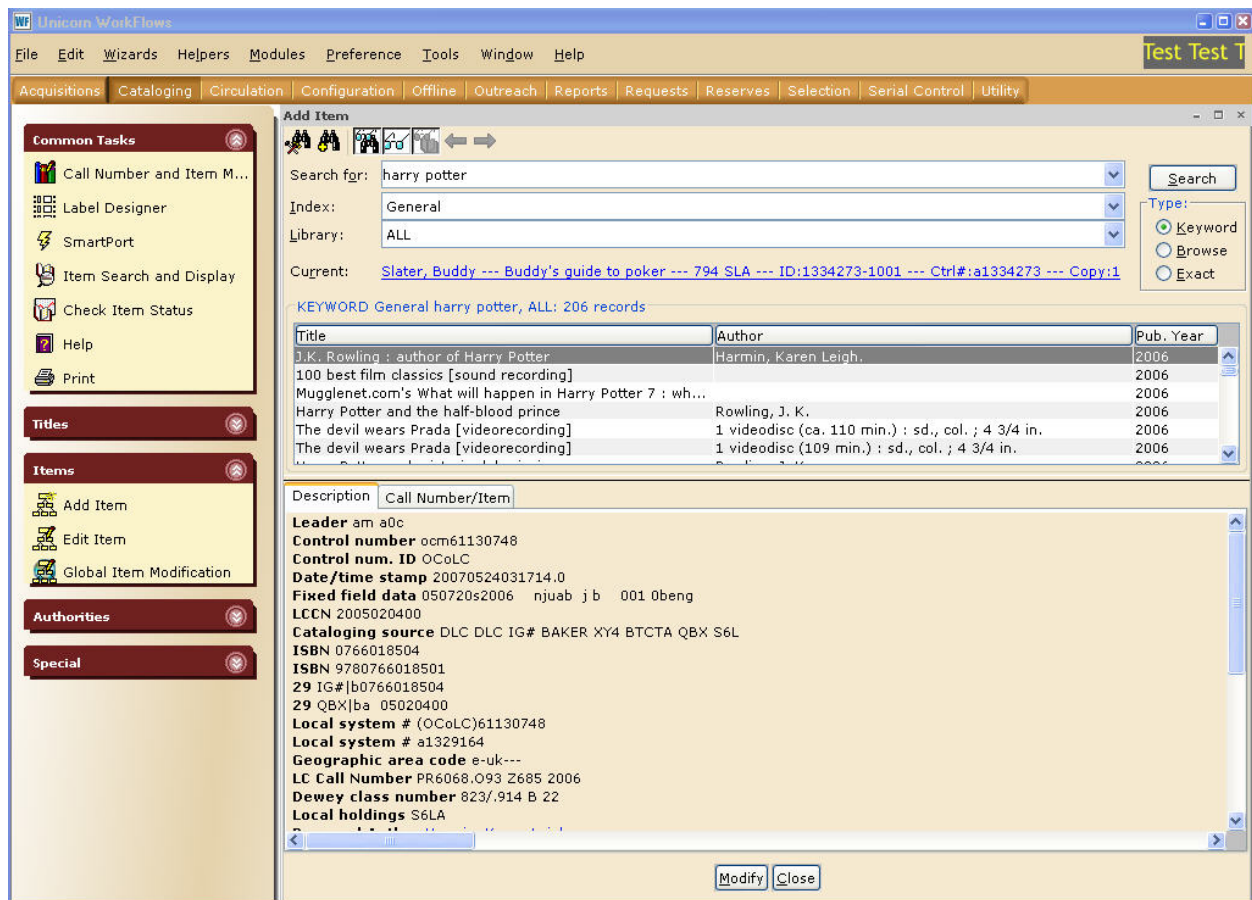 WF Unicorn WorkFlows
File Edit Wizards Helpers Modules Preference Tools Window Help
Test Test T
Acquisitions Cataloging Circulation Configuration Offline Outreach Reports Requests Reserves Selection Serial Control Utility
Common Tasks
Call Number and Item M...
Label Designer
SmartPort
Item Search and Display
Check Item Status
Help
Print
Titles
Items
Add Item
Edit Item
Global Item Modification
Authorities
Special
Add Item
Search for: harry potter
Search
Index: General
Library: ALL
Type:
Keyword
Browse
Exact
Current: Slater, Buddy --- Buddy's guide to poker --- 794 SLA --- ID:1334273-1001 --- Ctrl#:a1334273 --- Copy:1
KEYWORD General harry potter, ALL: 206 records
Title Author Pub. Year
J.K. Rowling : author of Harry Potter Harmin, Karen Leigh. 2006
100 best film classics [sound recording] 2006
Mugglenet.com's What will happen in Harry Potter 7 : wh... 2006
Harry Potter and the half-blood prince Rowling, J. K. 2006
The devil wears Prada [videorecording] 1 videodisc (ca. 110 min.) : sd., col. ; 4 3/4 in. 2006
The devil wears Prada [videorecording] 1 videodisc (109 min.) : sd., col. ; 4 3/4 in. 2006
Description Call Number/Item
Leader am a0c
Control number ocm61130748
Control num. ID OCoLC
Date/time stamp 20070524031714.0
Fixed field data 050720s2006 njuab j b 001 0beng
LCCN 2005020400
Cataloging source DLC DLC IG# BAKER XY4 BTCTA QBX S6L
ISBN 0766018504
ISBN 9780766018501
29 IG#|b0766018504
29 QBX|ba 05020400
Local system # (OCoLC)61130748
Local system # a1329164
Geographic area code e-uk---
LC Call Number PR6068.O93 Z685 2006
Dewey class number 823/.914 B 22
Local holdings S6LA
Modify Close